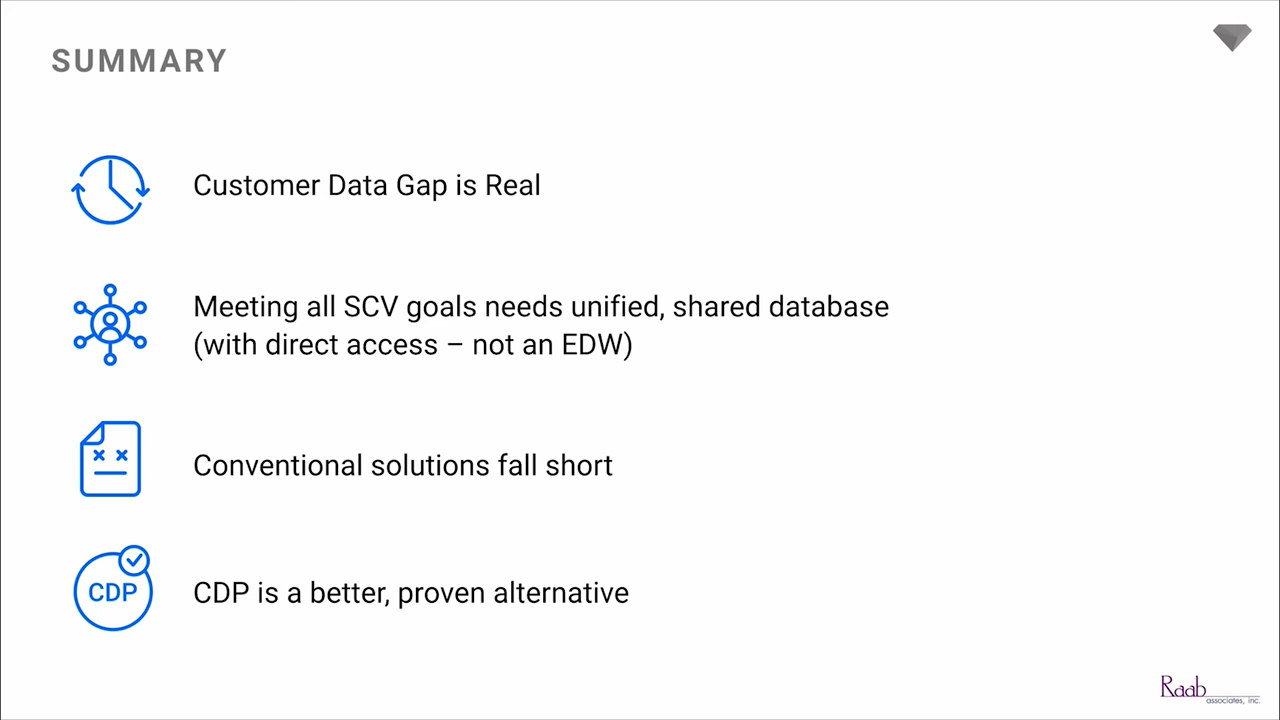 SUMMARY
Customer Data Gap is Real
Meeting all SCV goals needs unified, shared database
(with direct access – not an EDW)
Conventional solutions fall short
CDP
CDP is a better, proven alternative
Raab
associates, inc.